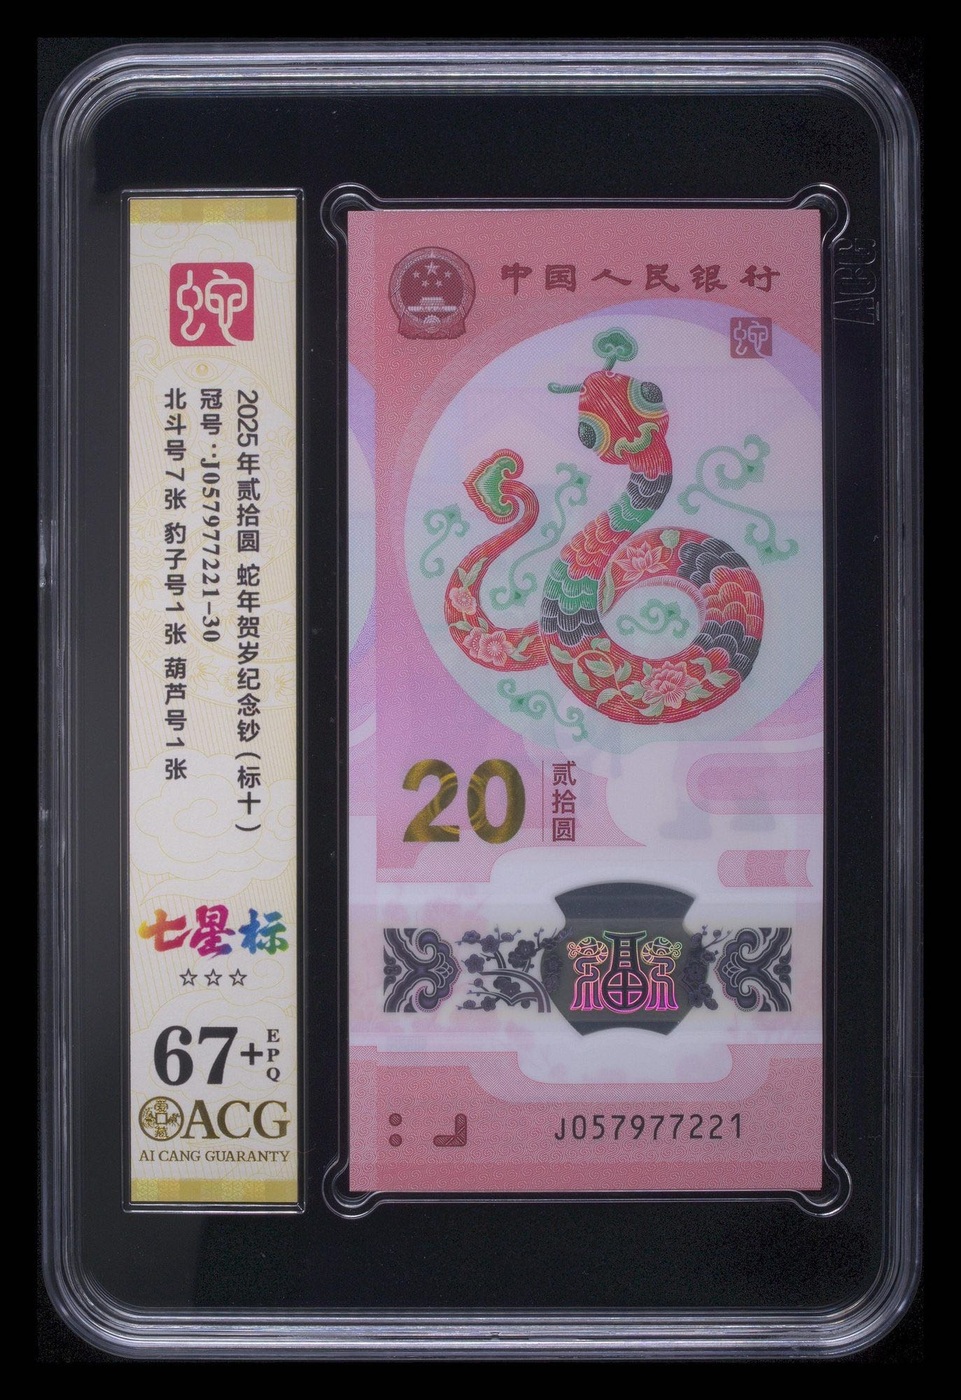 蛇
2025年贰拾圆 蛇年贺岁纪念钞（标十）
冠号：J057977221-30
北斗号7张 豹子号1张 葫芦号1张
七星标
☆☆☆
67+EPQ
ACG
AI CANG GUARANTY
中国人民银行
蛇
20
贰拾圆
福
J057977221
ACG